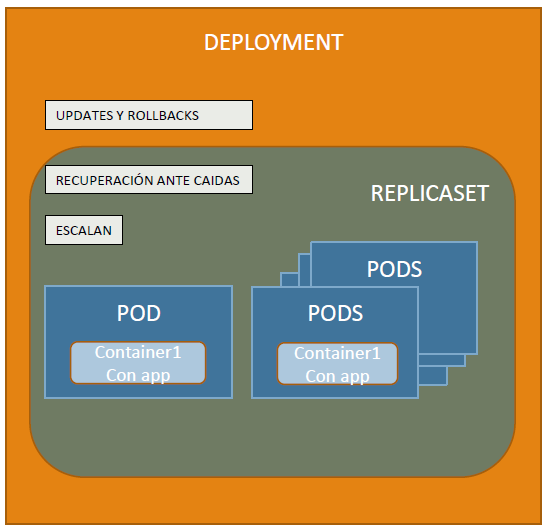 DEPLOYMENT
UPDATES Y ROLLBACKS
RECUPERACIÓN ANTE CAIDAS
REPLICASET
ESCALAN
PODS
POD
Container1
Con app
PODS
Container1
Con app